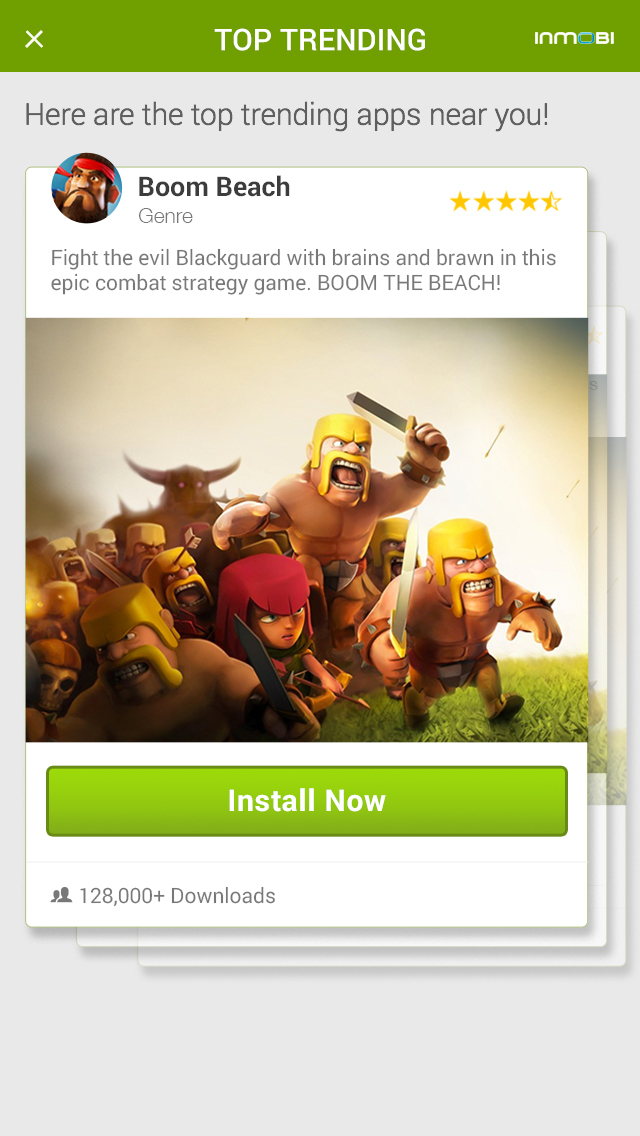 TOP TRENDING
INMOBI
Here are the top trending apps near you!
Boom Beach
Genre
Fight the evil Blackguard with brains and brawn in this
epic combat strategy game. BOOM THE BEACH!
s
Install Now
128,000+ Downloads